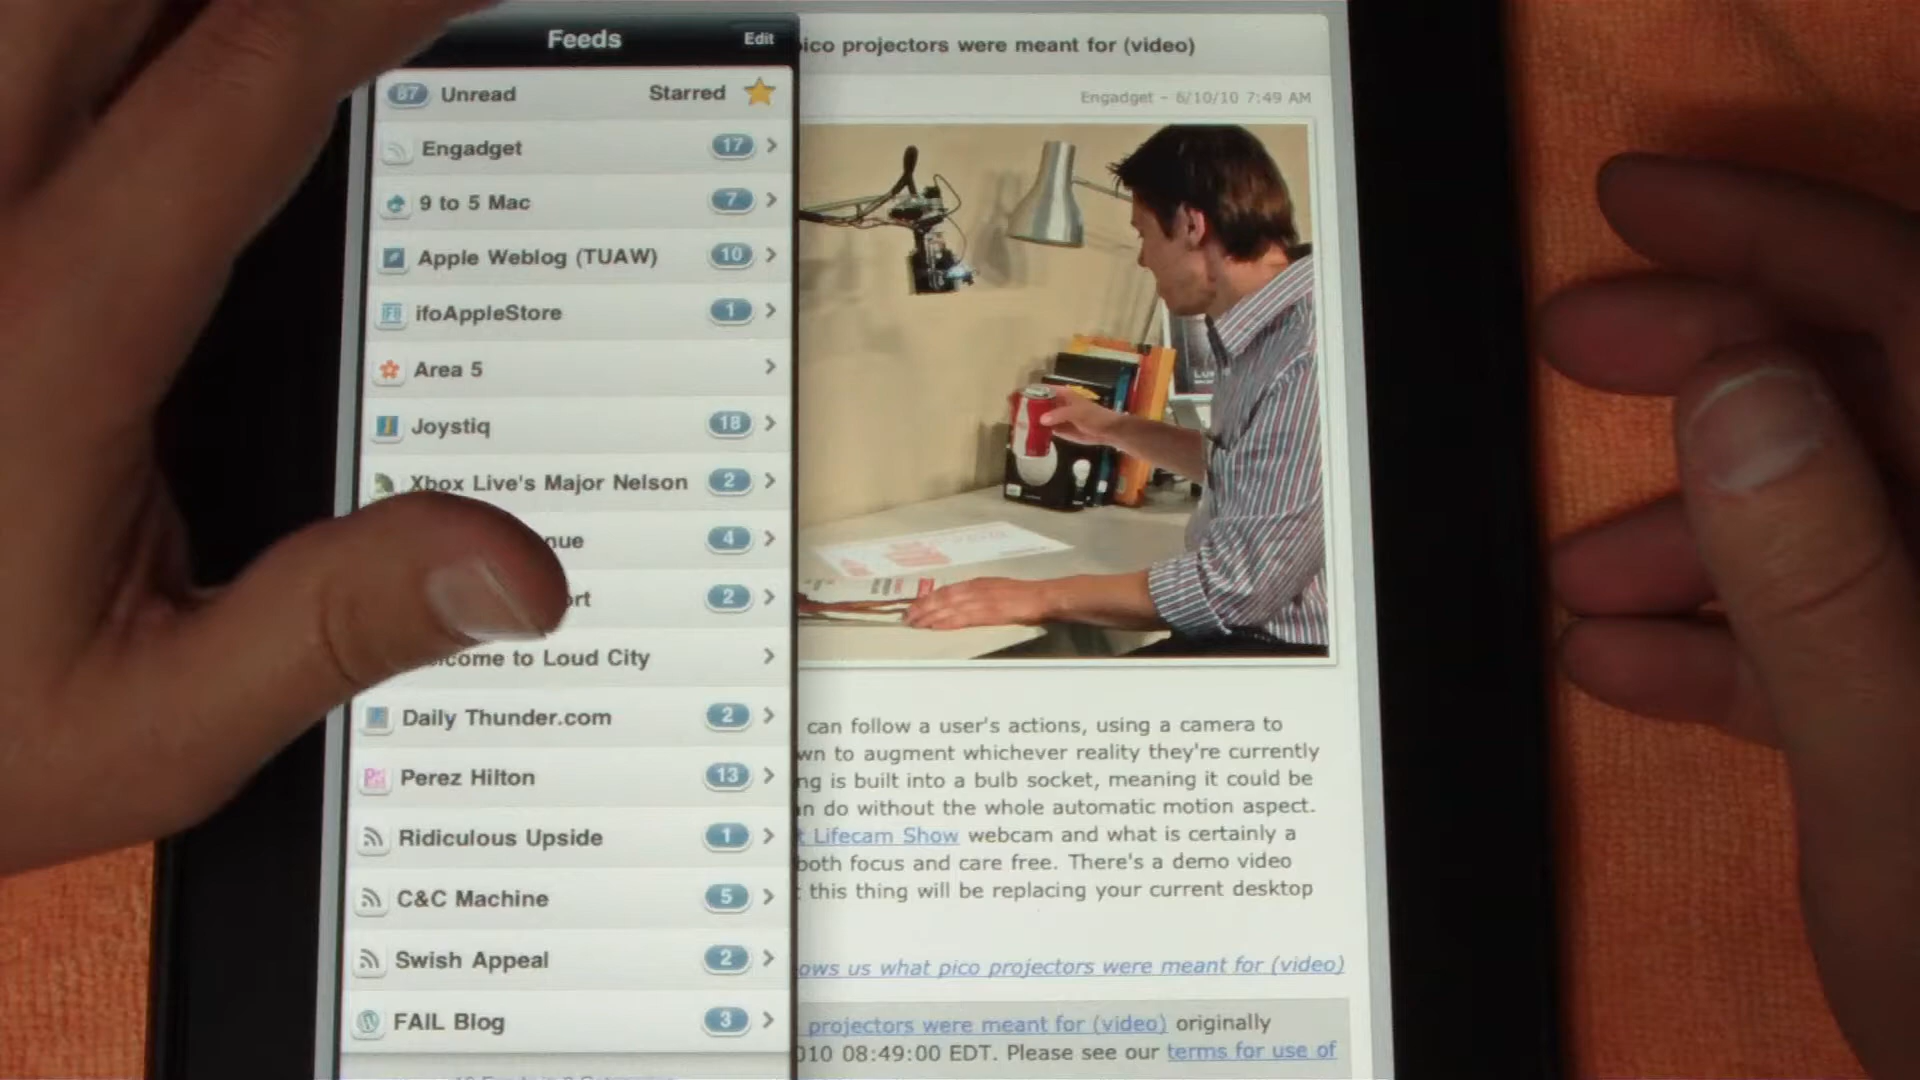 Feeds
Edit
87 Unread
Starred
Engadget 17
9 to 5 Mac 7
Apple Weblog (TUAW) 10
ifoAppleStore 1
Area 5
Joystiq 18
Xbox Live's Major Nelson 2
nue 4
ort 2
come to Loud City
Daily Thunder.com 2
Perez Hilton 13
Ridiculous Upside 1
C&C Machine 5
Swish Appeal 2
FAIL Blog 3
pico projectors were meant for (video)
Engadget - 6/10/10 7:49 AM
can follow a user's actions, using a camera to
wn to augment whichever reality they're currently
ng is built into a bulb socket, meaning it could be
n do without the whole automatic motion aspect.
t Lifecam Show webcam and what is certainly a
both focus and care free. There's a demo video
this thing will be replacing your current desktop
ows us what pico projectors were meant for (video)
projectors were meant for (video) originally
010 08:49:00 EDT. Please see our terms for use of